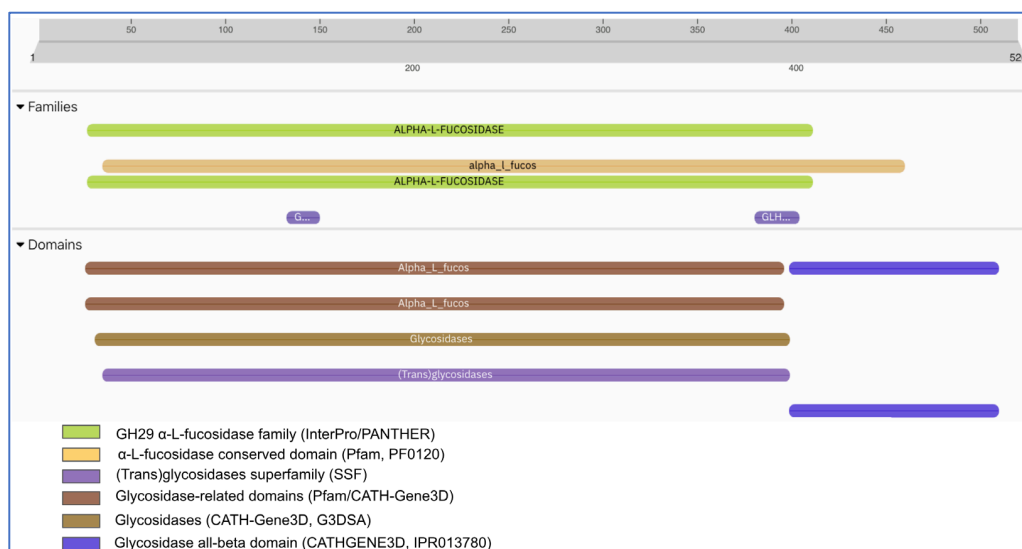 50 100 150 200 250 300 350 400 450 500
1 52
200 400
Families
ALPHA-L-FUCOSIDASE
alpha_l_fucos
ALPHA-L-FUCOSIDASE
G... GLH...
Domains
Alpha_L_fucos
Alpha_L_fucos
Glycosidases
(Trans)glycosidases
GH29 α-L-fucosidase family (InterPro/PANTHER)
α-L-fucosidase conserved domain (Pfam, PF0120)
(Trans)glycosidases superfamily (SSF)
Glycosidase-related domains (Pfam/CATH-Gene3D)
Glycosidases (CATH-Gene3D, G3DSA)
Glycosidase all-beta domain (CATHGENE3D, IPR013780)